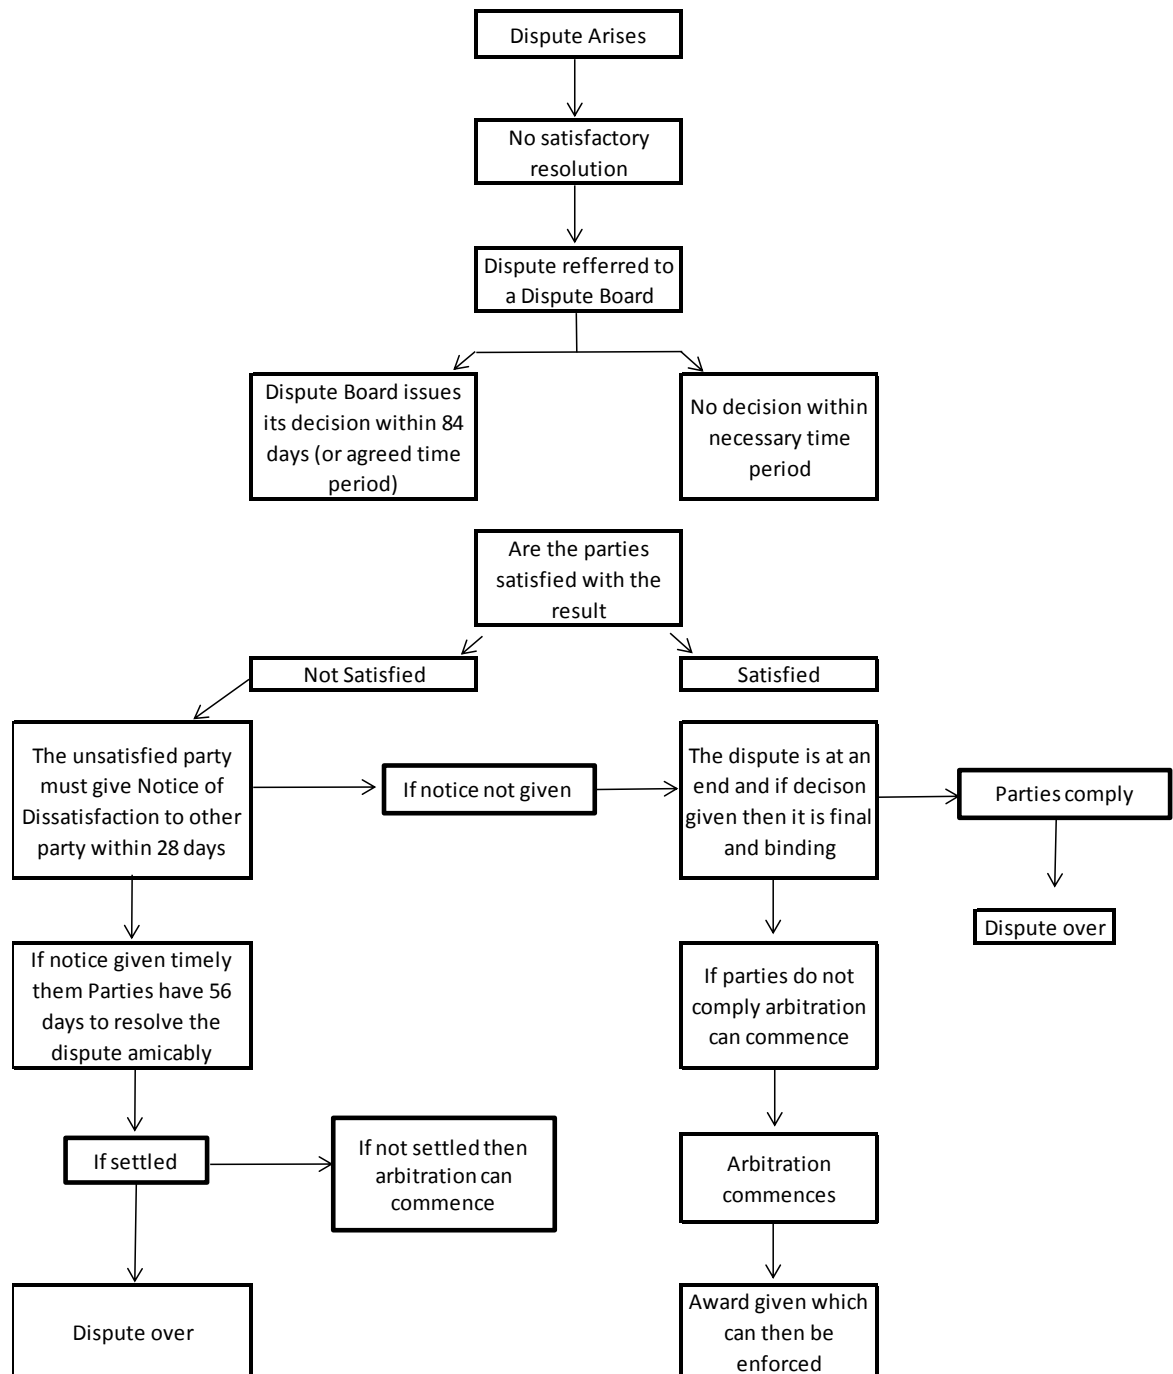 Dispute Arises
No satisfactory
resolution
Dispute refferred to
a Dispute Board
Dispute Board issues
its decision within 84
days (or agreed time
period)
No decision within
necessary time
period
Are the parties
satisfied with the
result
Not Satisfied
Satisfied
The unsatisfied party
must give Notice of
Dissatisfaction to other
party within 28 days
If notice not given
The dispute is at an
end and if decison
given then it is final
and binding
Parties comply
Dispute over
If notice given timely
them Parties have 56
days to resolve the
dispute amicably
If parties do not
comply arbitration
can commence
If settled
If not settled then
arbitration can
commence
Arbitration
commences
Dispute over
Award given which
can then be
enforced